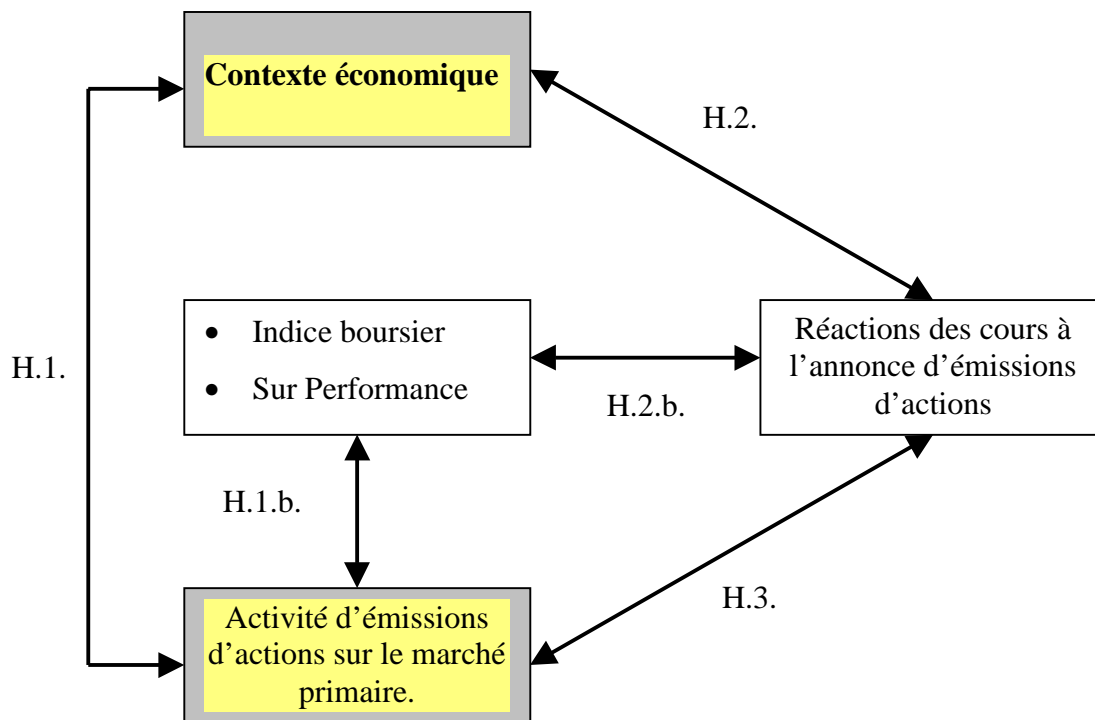 Contexte économique
H.2.
• Indice boursier
• Sur Performance
Réactions des cours à
l’annonce d’émissions
d’actions
H.1.
H.2.b.
H.1.b.
Activité d’émissions
d’actions sur le marché
primaire.
H.3.